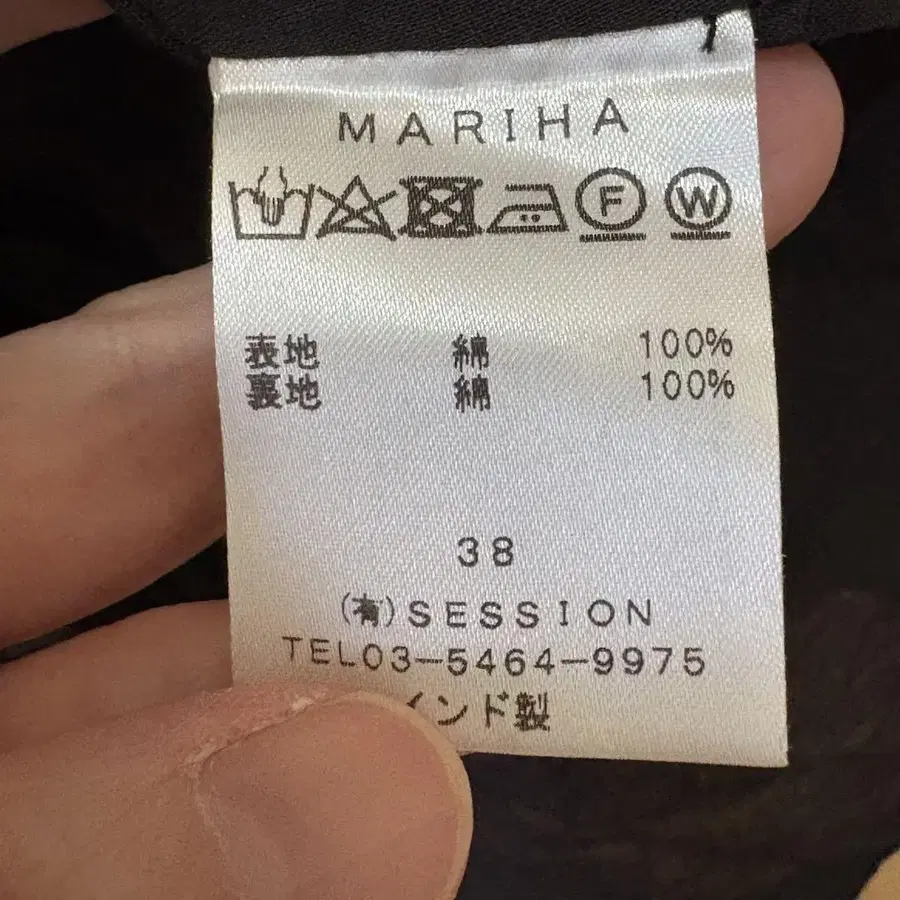 MARIHA
F W
表地 綿 100%
裏地 綿 100%
38
(有)SESSION
TEL03-5464-9975
インド製